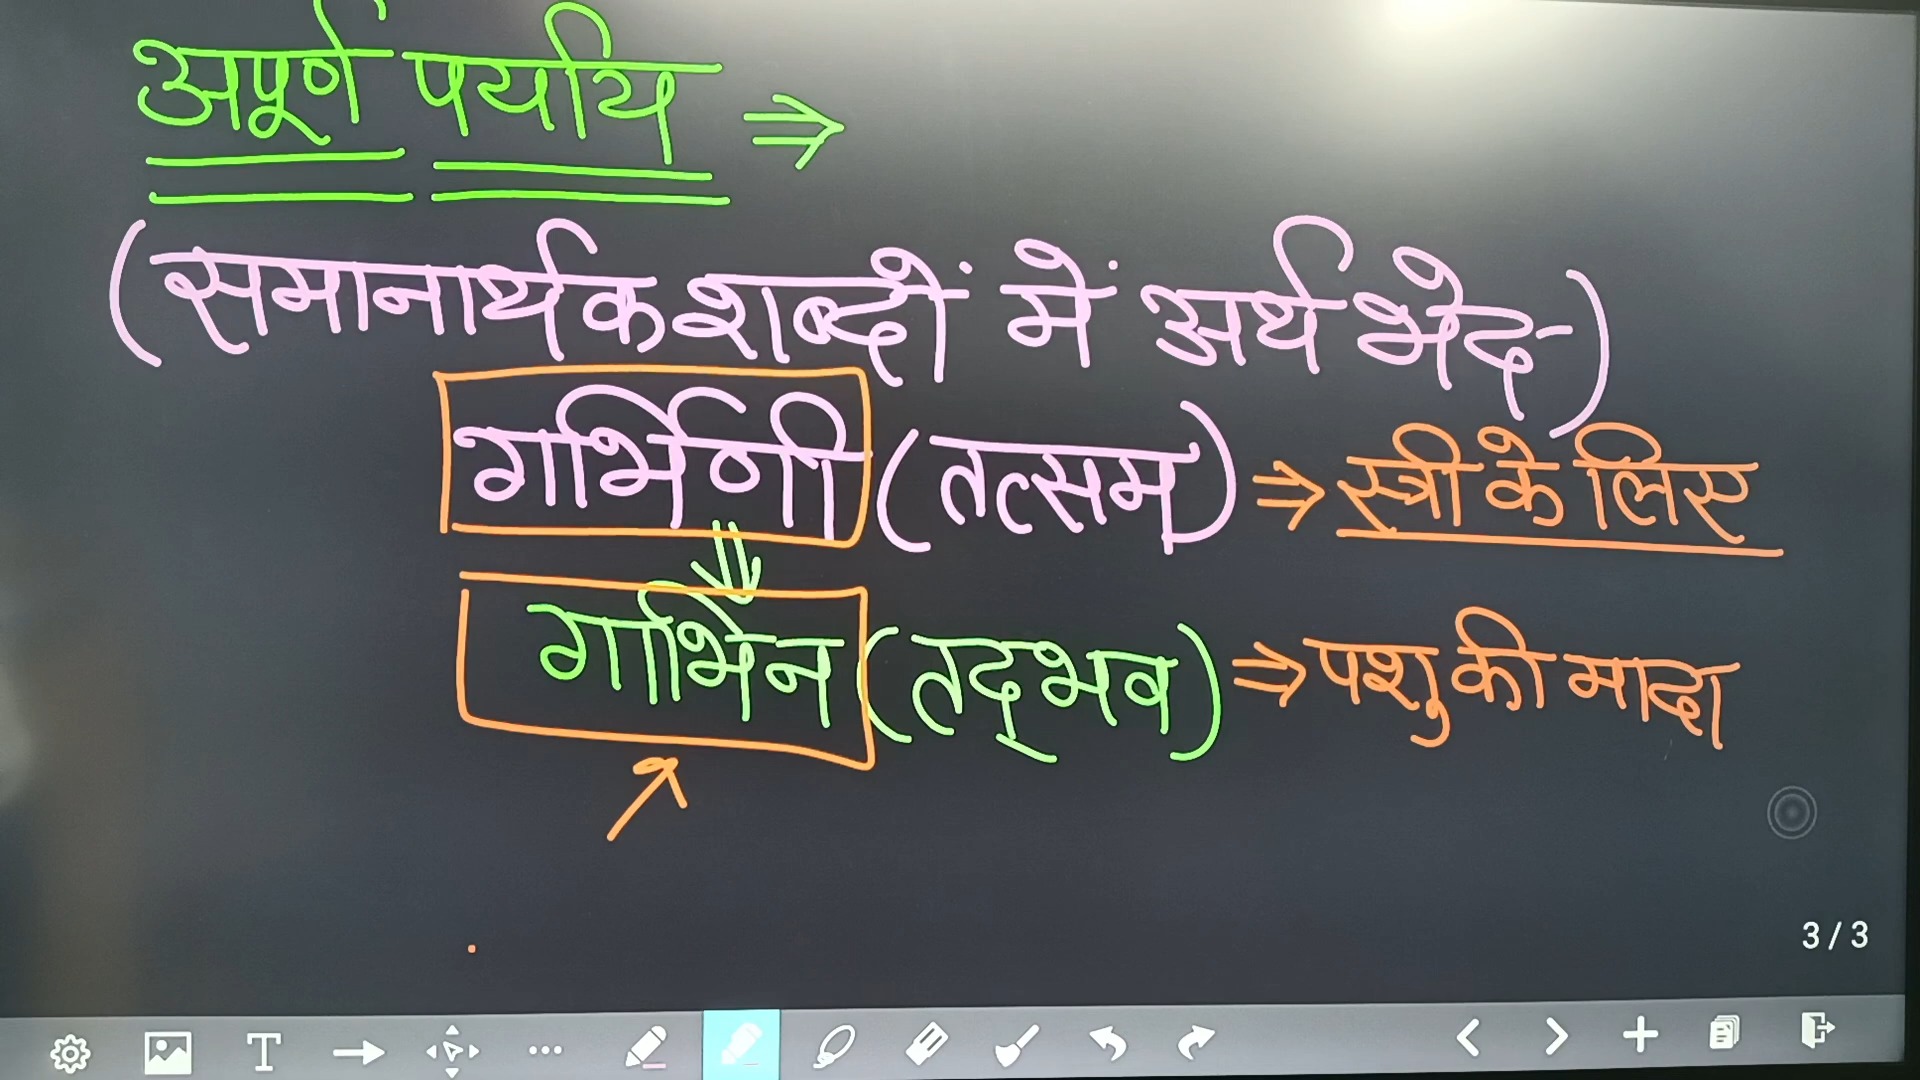 अपूर्ण पर्याय ⇒
(समानार्थक शब्दों में अर्थ भेद)
गर्भिणी (तत्सम) ⇒ स्त्री के लिए
गाभिन (तद्भव) ⇒ पशु की मादा
3/3
T